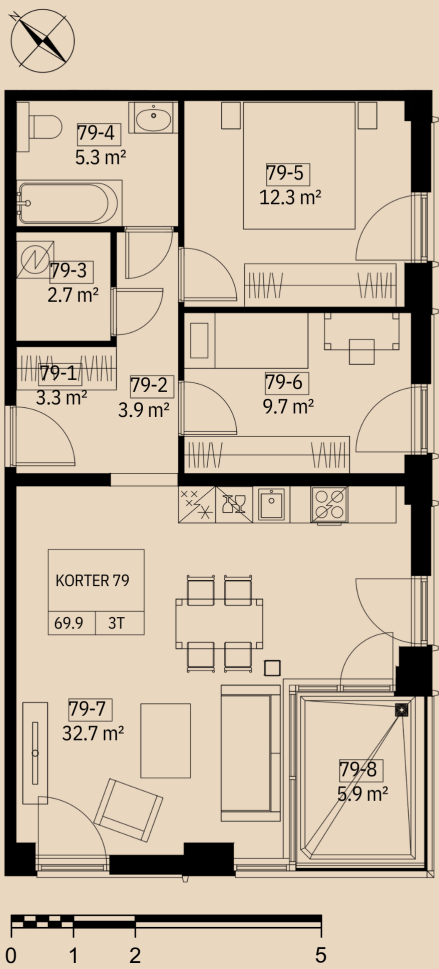 N
79-4
5.3 m²
79-5
12.3 m²
79-3
2.7 m²
79-1
3.3 m²
79-2
3.9 m²
79-6
9.7 m²
KORTER 79
69.9 3T
79-7
32.7 m²
79-8
5.9 m²
0 1 2 5